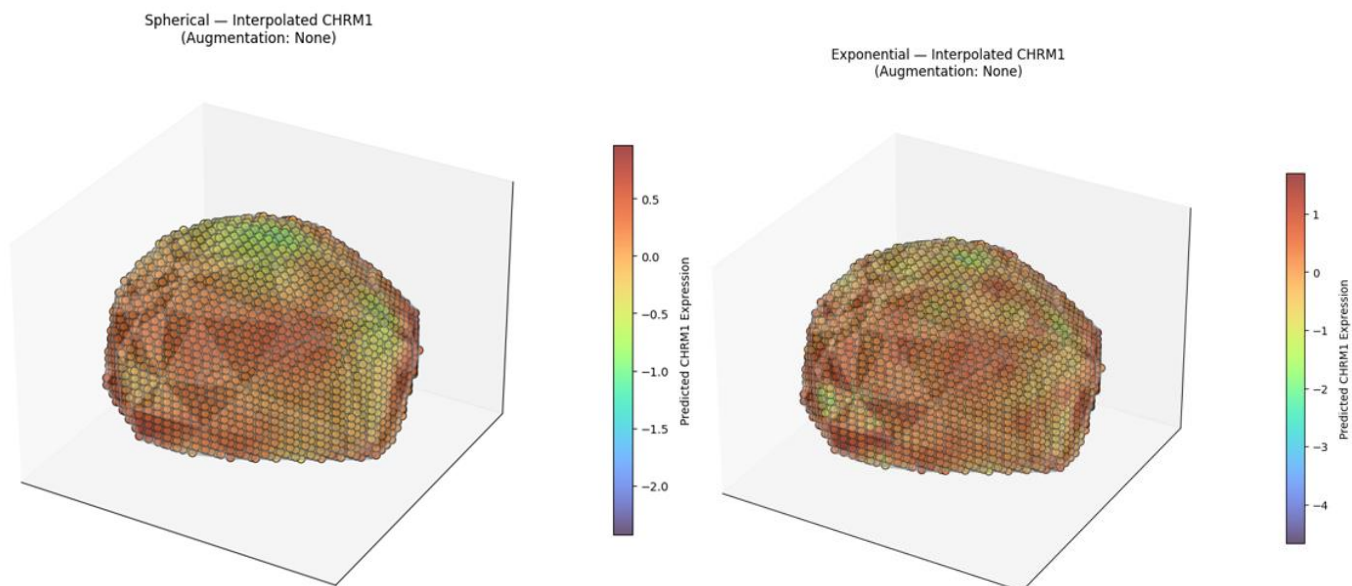 Spherical — Interpolated CHRM1
(Augmentation: None)
0.5
0.0
−0.5
−1.0
−1.5
−2.0
Predicted CHRM1 Expression
Exponential — Interpolated CHRM1
(Augmentation: None)
1
0
−1
−2
−3
−4
Predicted CHRM1 Expression